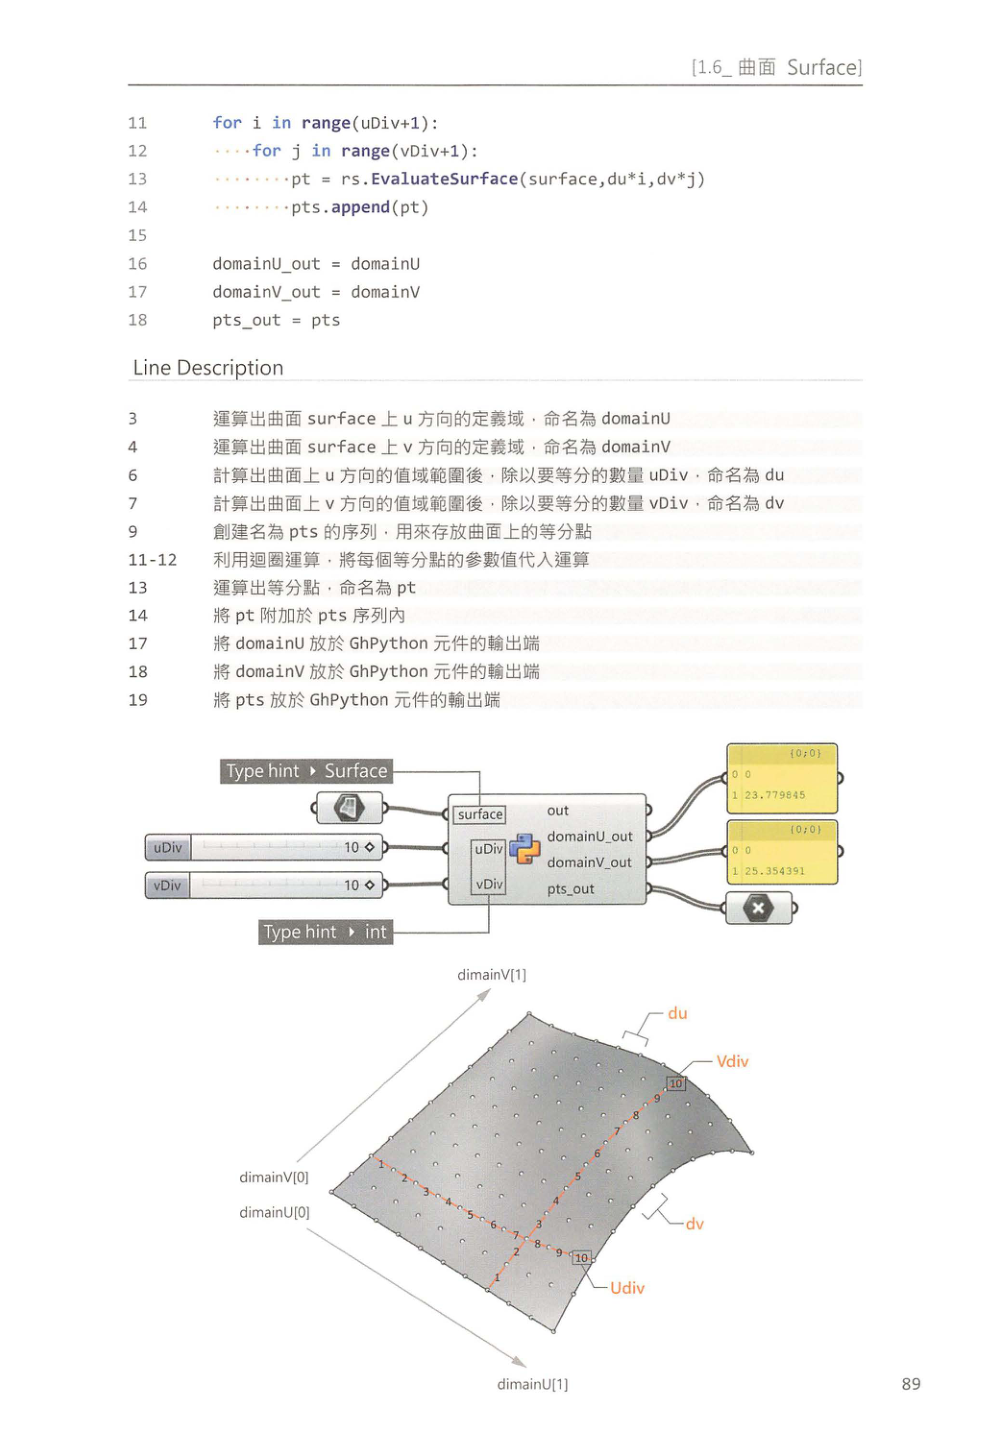 [1.6_ 曲面 Surface]
11 for i in range(uDiv+1):
12 ····for j in range(vDiv+1):
13 ········pt = rs.EvaluateSurface(surface,du*i,dv*j)
14 ········pts.append(pt)
15
16 domainU_out = domainU
17 domainV_out = domainV
18 pts_out = pts
Line Description
3 運算出曲面 surface 上 u 方向的定義域，命名為 domainU
4 運算出曲面 surface 上 v 方向的定義域，命名為 domainV
6 計算出曲面上 u 方向的值域範圍後，除以要等分的數量 uDiv，命名為 du
7 計算出曲面上 v 方向的值域範圍後，除以要等分的數量 vDiv，命名為 dv
9 創建名為 pts 的序列，用來存放曲面上的等分點
11-12 利用迴圈運算，將每個等分點的參數值代入運算
13 運算出等分點，命名為 pt
14 將 pt 附加於 pts 序列內
17 將 domainU 放於 GhPython 元件的輸出端
18 將 domainV 放於 GhPython 元件的輸出端
19 將 pts 放於 GhPython 元件的輸出端
Type hint ▸ Surface
uDiv 10
vDiv 10
surface
uDiv
vDiv
out
domainU_out
domainV_out
pts_out
{0;0}
0 0
1 23.779845
{0;0}
0 0
1 25.354391
Type hint ▸ int
dimainV[1]
du
Vdiv
10
9
8
7
6
5
4
3
2
1
dimainV[0]
dimainU[0]
1 2 3 4 5 6 7 8 9 10
dv
Udiv
dimainU[1]
89